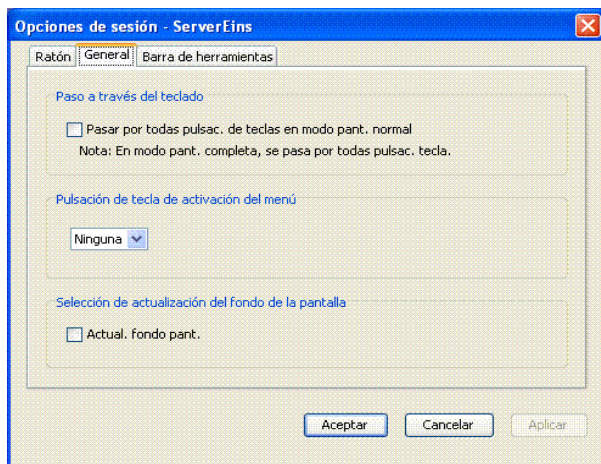 Opciones de sesión - ServerEins
Ratón General Barra de herramientas
Paso a través del teclado
Pasar por todas pulsac. de teclas en modo pant. normal
Nota: En modo pant. completa, se pasa por todas pulsac. tecla.
Pulsación de tecla de activación del menú
Ninguna
Selección de actualización del fondo de la pantalla
Actual. fondo pant.
Aceptar Cancelar Aplicar